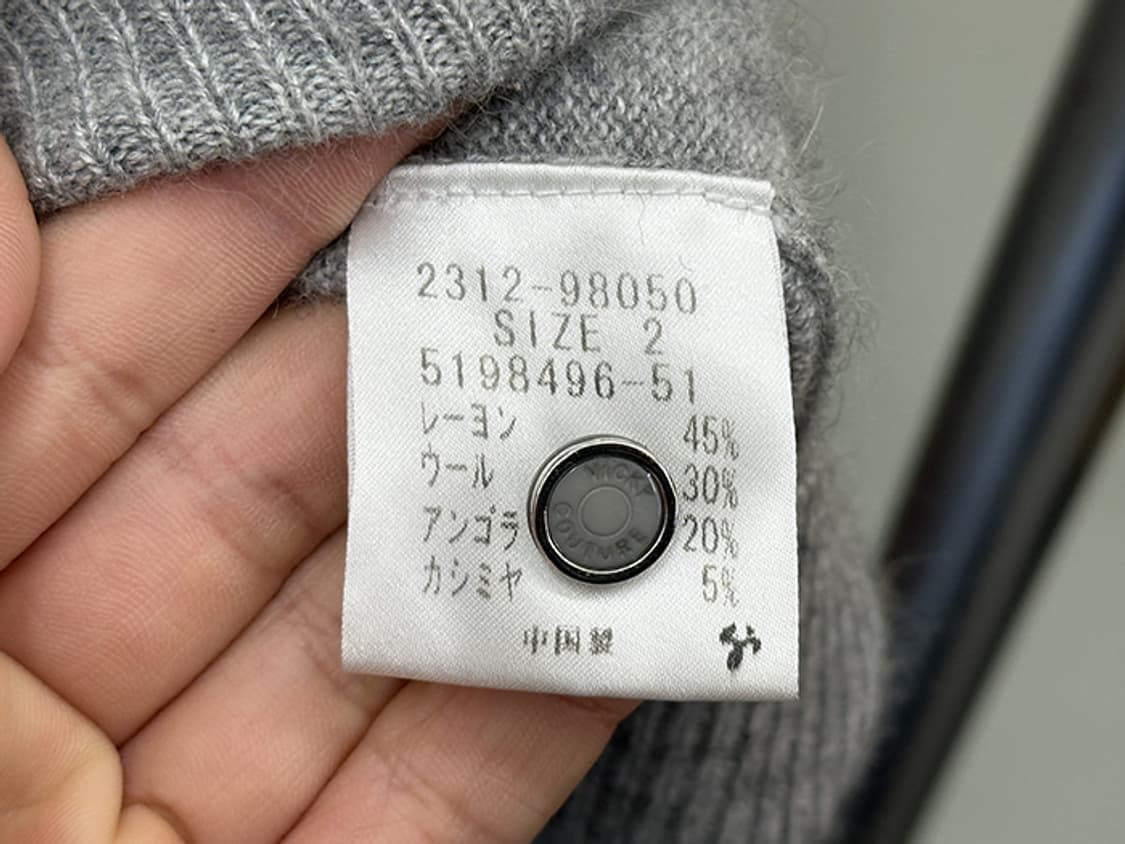 2312-98050
SIZE 2
5198496-51
レーヨン 45%
ウール 30%
アンゴラ 20%
カシミヤ 5%
COUTURE
中国製